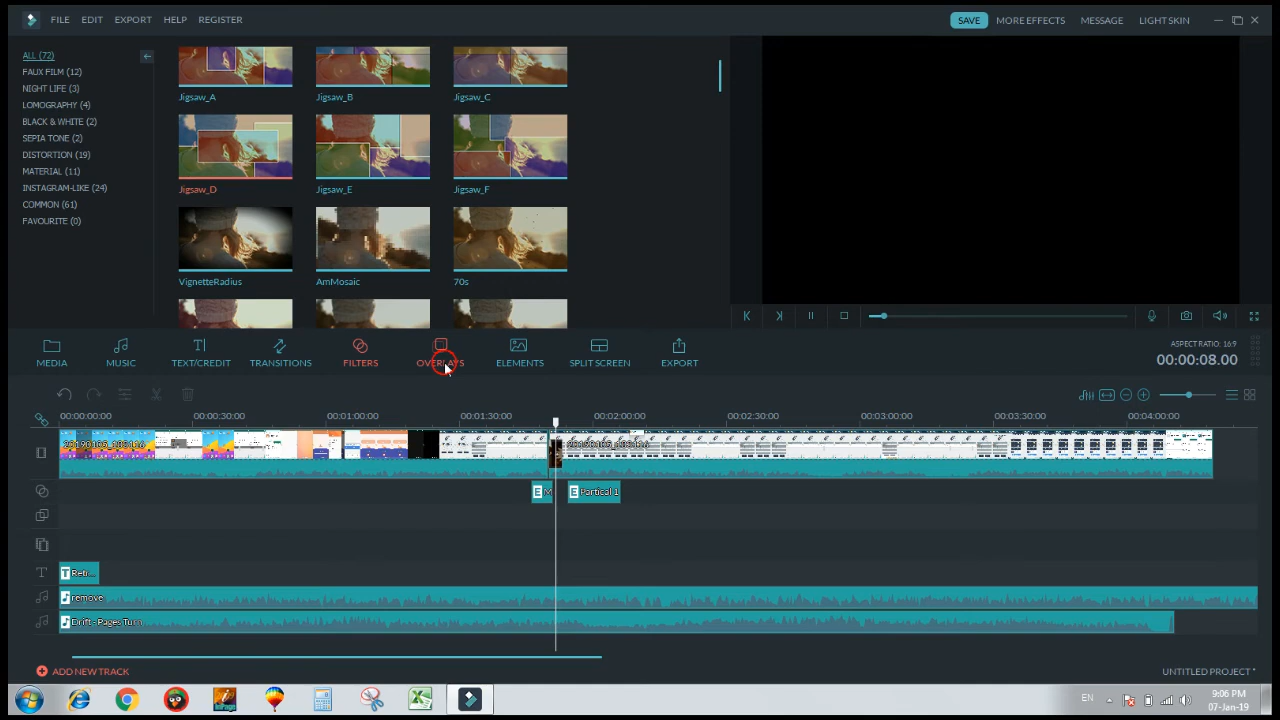 FILE EDIT EXPORT HELP REGISTER
SAVE MORE EFFECTS MESSAGE LIGHT SKIN
ALL (72)
FAUX FILM (12)
NIGHT LIFE (3)
LOMOGRAPHY (4)
BLACK & WHITE (2)
SEPIA TONE (2)
DISTORTION (19)
MATERIAL (11)
INSTAGRAM-LIKE (24)
COMMON (61)
FAVOURITE (0)
Jigsaw_A Jigsaw_B Jigsaw_C
Jigsaw_D Jigsaw_E Jigsaw_F
VignetteRadius AmMosaic 70s
MEDIA MUSIC TEXT/CREDIT TRANSITIONS FILTERS OVERLAYS ELEMENTS SPLIT SCREEN EXPORT
ASPECT RATIO: 16:9
00:00:08.00
00:00:00:00 00:00:30:00 00:01:00:00 00:01:30:00 00:02:00:00 00:02:30:00 00:03:00:00 00:03:30:00 00:04:00:00
E M E Partical 1
T Retr...
remove
Drift - Pages Turn
ADD NEW TRACK
UNTITLED PROJECT *
EN
9:06 PM
07-Jan-19